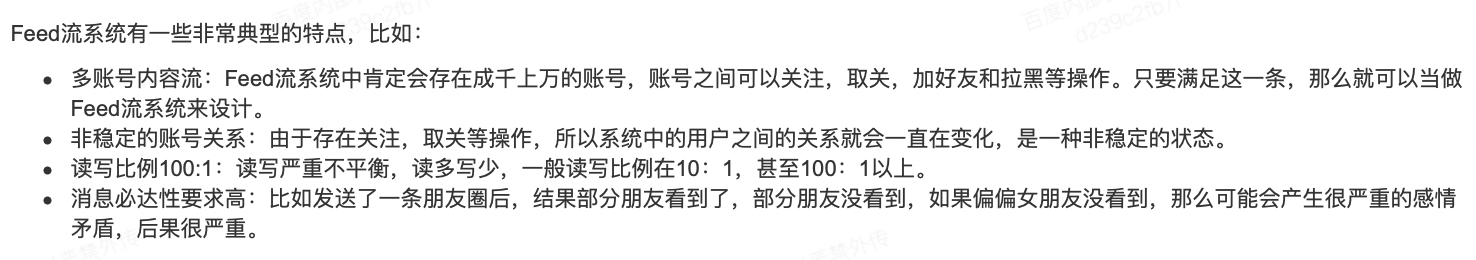 Feed流系统有一些非常典型的特点，比如：
多账号内容流：Feed流系统中肯定会存在成千上万的账号，账号之间可以关注，取关，加好友和拉黑等操作。只要满足这一条，那么就可以当做
Feed流系统来设计。
非稳定的账号关系：由于存在关注，取关等操作，所以系统中的用户之间的关系就会一直在变化，是一种非稳定的状态。
读写比例100:1：读写严重不平衡，读多写少，一般读写比例在10：1，甚至100：1以上。
消息必达性要求高：比如发送了一条朋友圈后，结果部分朋友看到了，部分朋友没看到，如果偏偏女朋友没看到，那么可能会产生很严重的感情
矛盾，后果很严重。